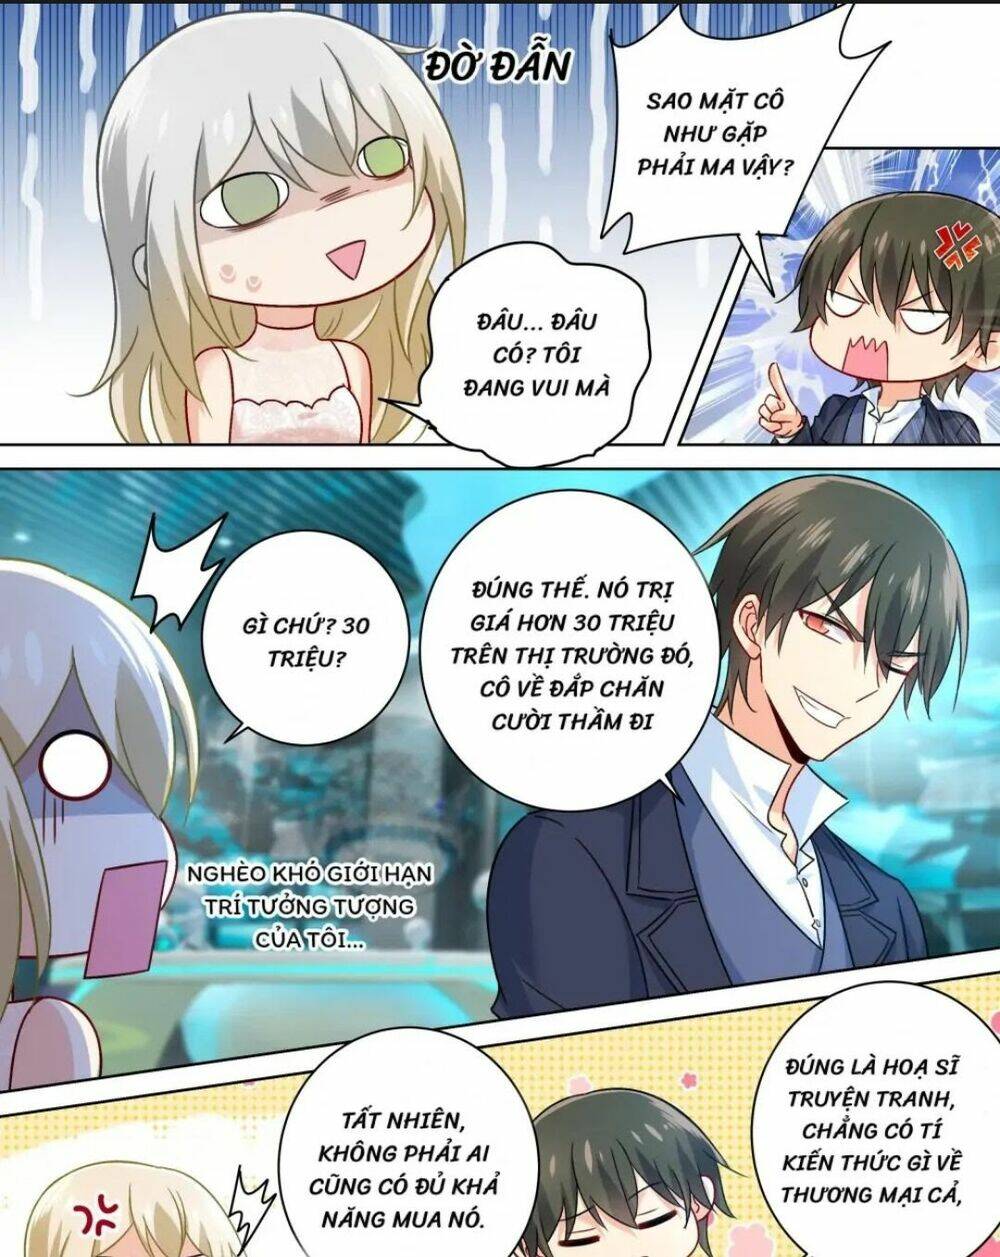 ĐỜ ĐẪN
SAO MẶT CÔ
NHƯ GẶP
PHẢI MA VẬY?
ĐÂU... ĐÂU
CÓ? TÔI
ĐANG VUI MÀ
GÌ CHỨ? 30
TRIỆU?
ĐÚNG THẾ. NÓ TRỊ
GIÁ HƠN 30 TRIỆU
TRÊN THỊ TRƯỜNG ĐÓ,
CÔ VỀ ĐẮP CHĂN
CƯỜI THẦM ĐI
NGHÈO KHÓ GIỚI HẠN
TRÍ TƯỞNG TƯỢNG
CỦA TÔI...
TẤT NHIÊN,
KHÔNG PHẢI AI
CŨNG CÓ ĐỦ KHẢ
NĂNG MUA NÓ.
ĐÚNG LÀ HOẠ SĨ
TRUYỆN TRANH,
CHẲNG CÓ TÍ
KIẾN THỨC GÌ VỀ
THƯƠNG MẠI CẢ,